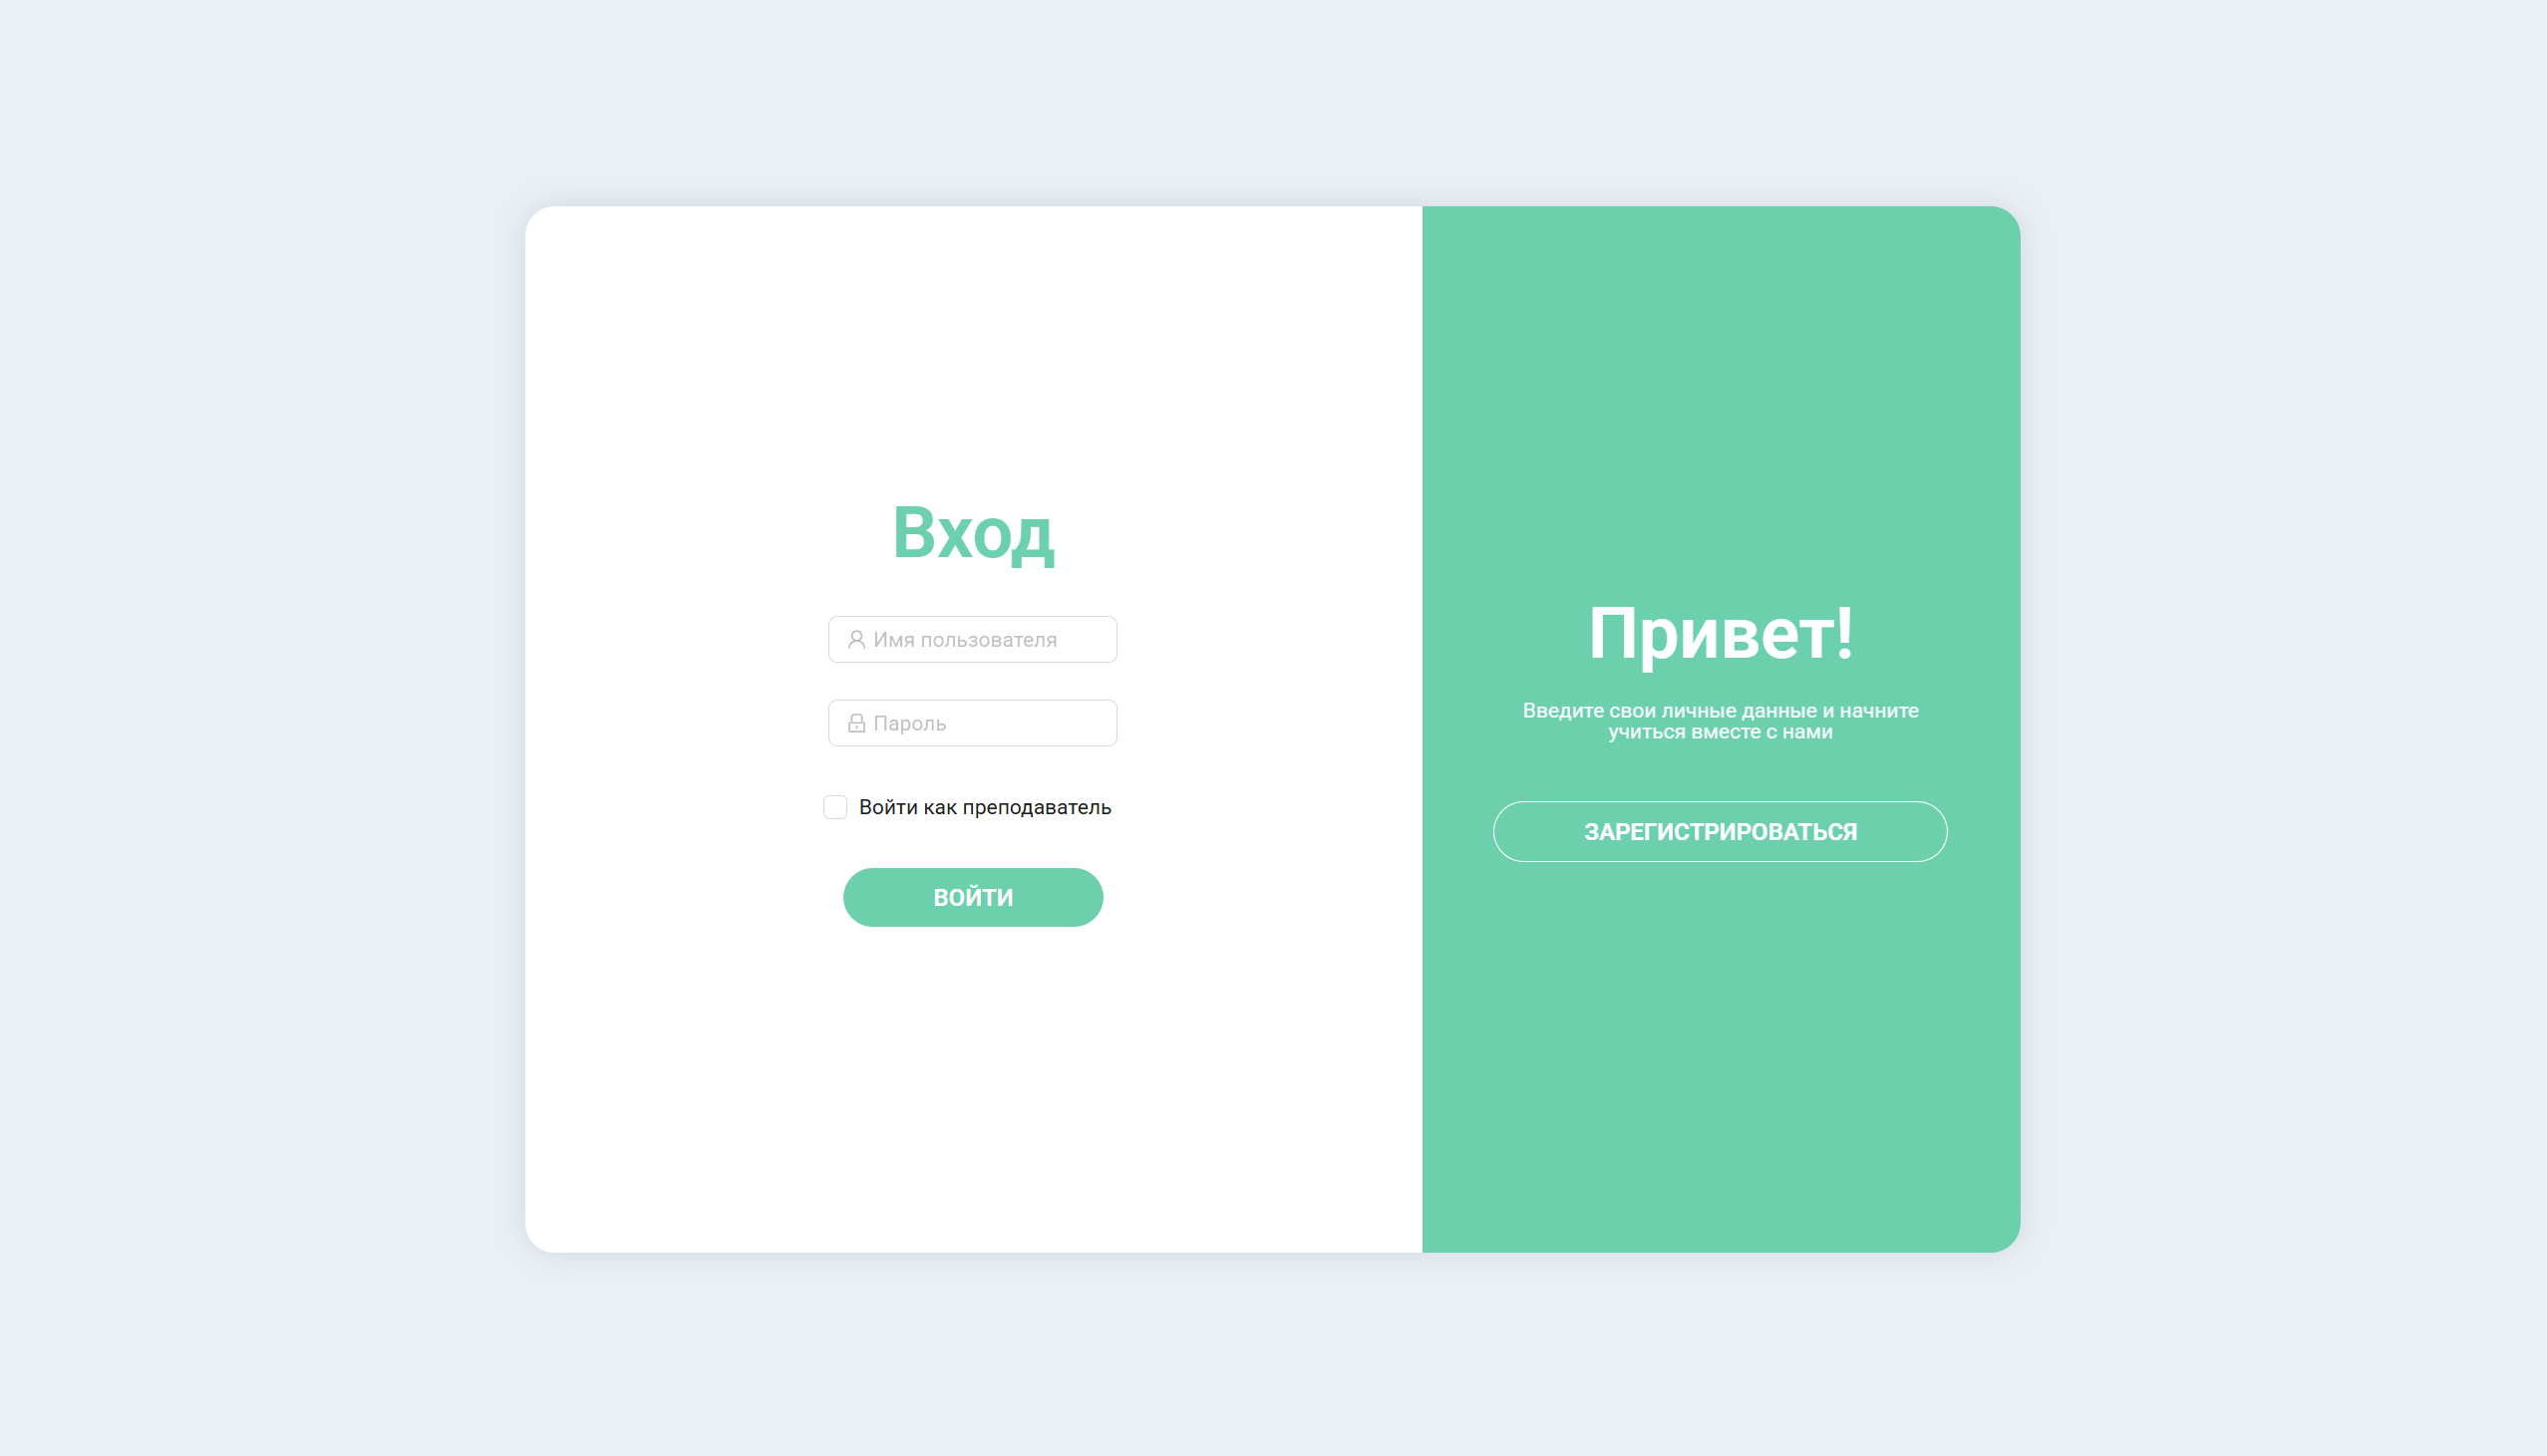 Вход
Имя пользователя
Пароль
Войти как преподаватель
ВОЙТИ
Привет!
Введите свои личные данные и начните
учиться вместе с нами
ЗАРЕГИСТРИРОВАТЬСЯ